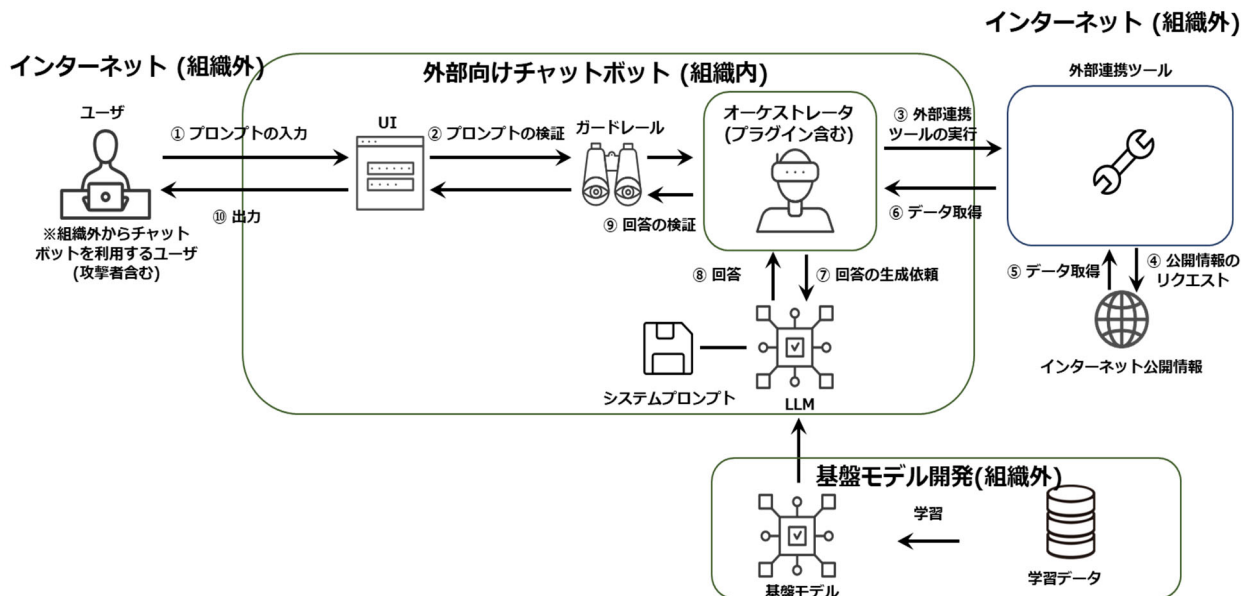 インターネット (組織外)
インターネット (組織外)
外部向けチャットボット (組織内)
外部連携ツール
ユーザ
① プロンプトの入力
UI
② プロンプトの検証
ガードレール
オーケストレータ
(プラグイン含む)
③ 外部連携
ツールの実行
⑩ 出力
⑨ 回答の検証
⑥ データ取得
※組織外からチャット
ボットを利用するユーザ
(攻撃者含む)
⑧ 回答
⑦ 回答の生成依頼
⑤ データ取得
④ 公開情報の
リクエスト
インターネット公開情報
システムプロンプト
LLM
基盤モデル開発(組織外)
学習
基盤モデル
学習データ